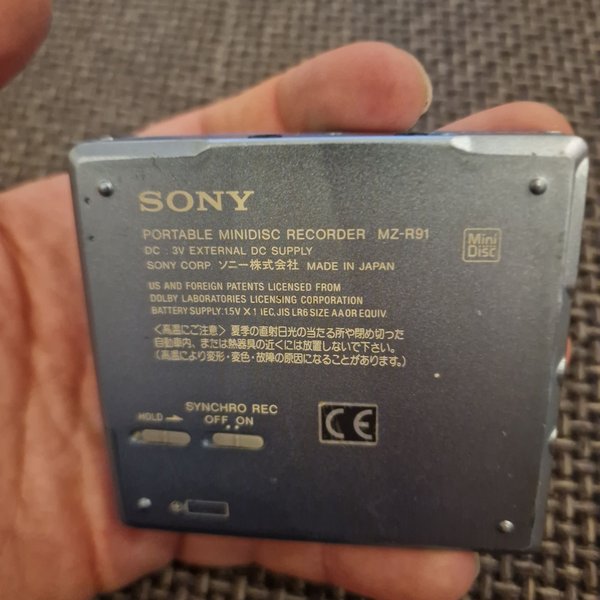 SONY
PORTABLE MINIDISC RECORDER MZ-R91
Mini
Disc
DC : 3V EXTERNAL DC SUPPLY
SONY CORP ソニー株式会社 MADE IN JAPAN
US AND FOREIGN PATENTS LICENSED FROM
DOLBY LABORATORIES LICENSING CORPORATION
BATTERY SUPPLY:1.5V X 1 IEC,JIS LR6 SIZE AA OR EQUIV.
〈高温にご注意〉夏季の直射日光の当たる所や閉め切った
自動車内、または熱器具の近くには放置しないで下さい。
(高温により変形・変色・故障の原因になることがあります。)
SYNCHRO REC
HOLD OFF ON
CE